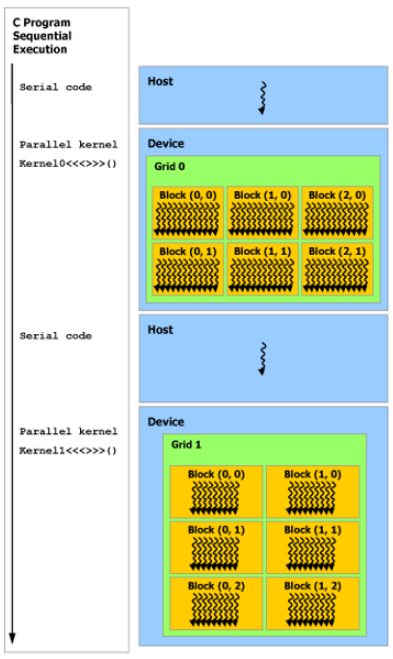 C Program
Sequential
Execution
Serial code
Host
Parallel kernel
Kernel0<<<>>>()
Device
Grid 0
Block (0, 0) Block (1, 0) Block (2, 0)
Block (0, 1) Block (1, 1) Block (2, 1)
Serial code
Host
Parallel kernel
Kernel1<<<>>>()
Device
Grid 1
Block (0, 0) Block (1, 0)
Block (0, 1) Block (1, 1)
Block (0, 2) Block (1, 2)